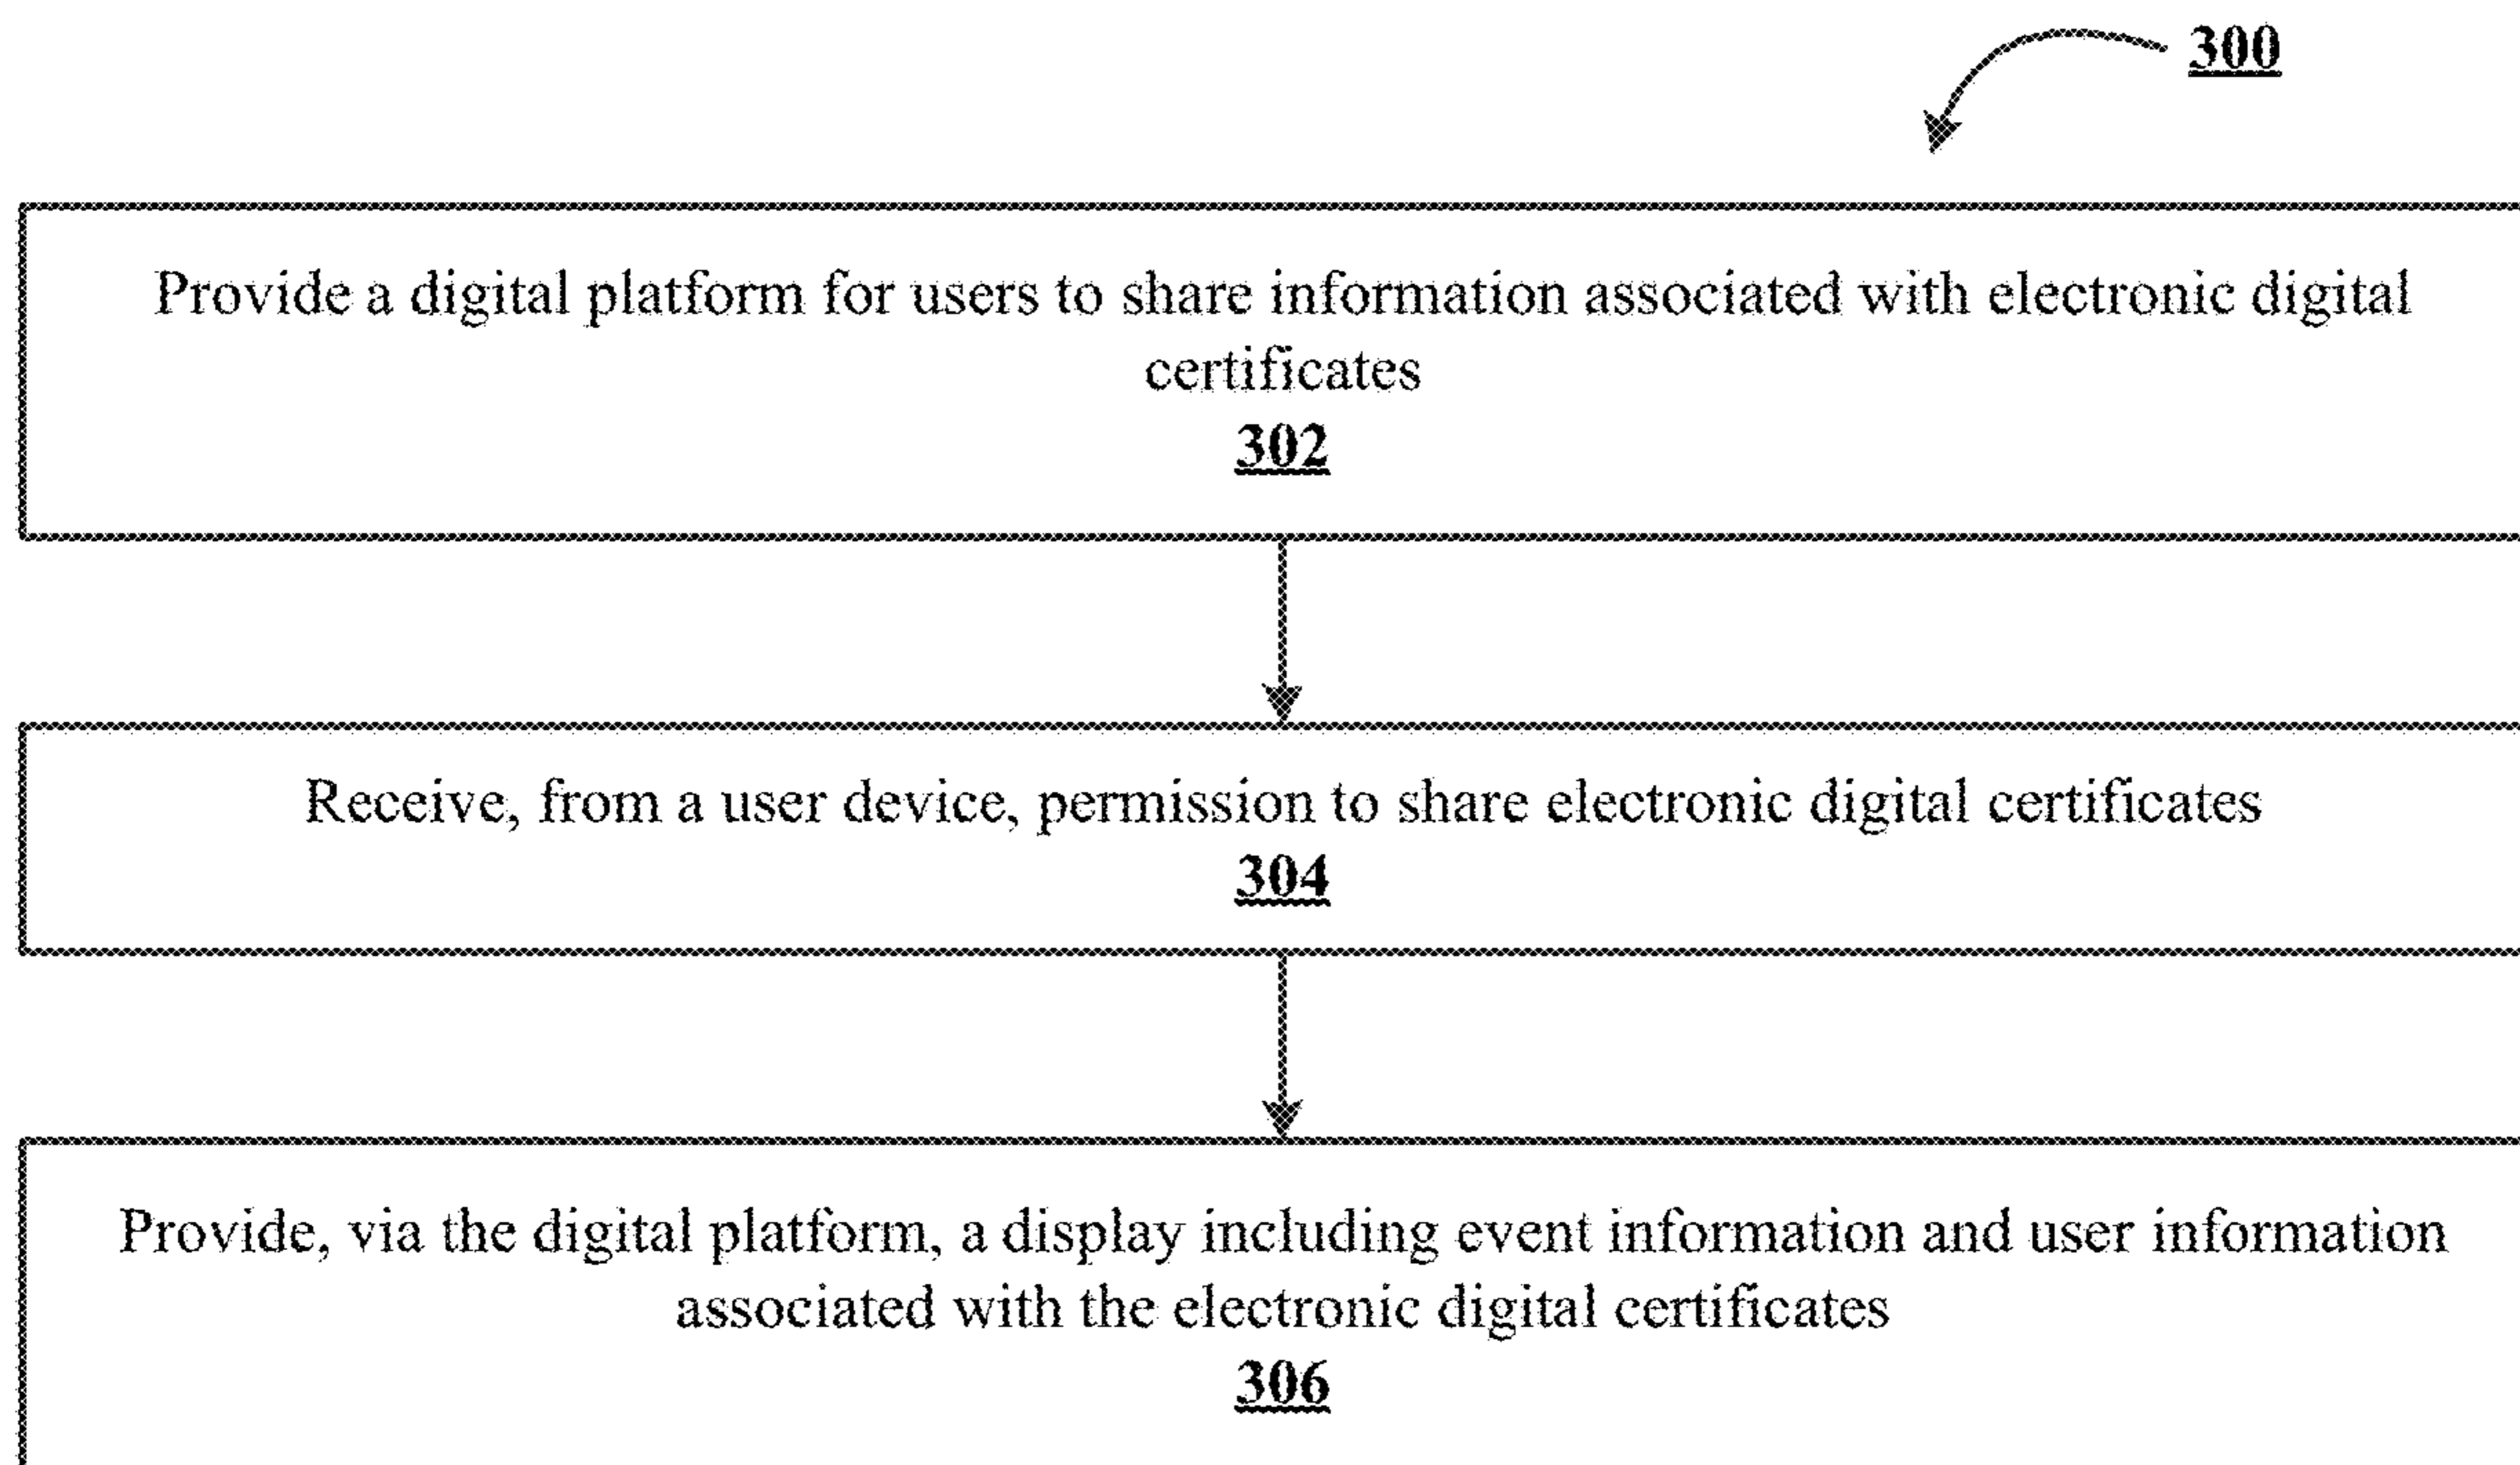 300
Provide a digital platform for users to share information associated with electronic digital
certificates
302
Receive, from a user device, permission to share electronic digital certificates
304
Provide, via the digital platform, a display including event information and user information
associated with the electronic digital certificates
306